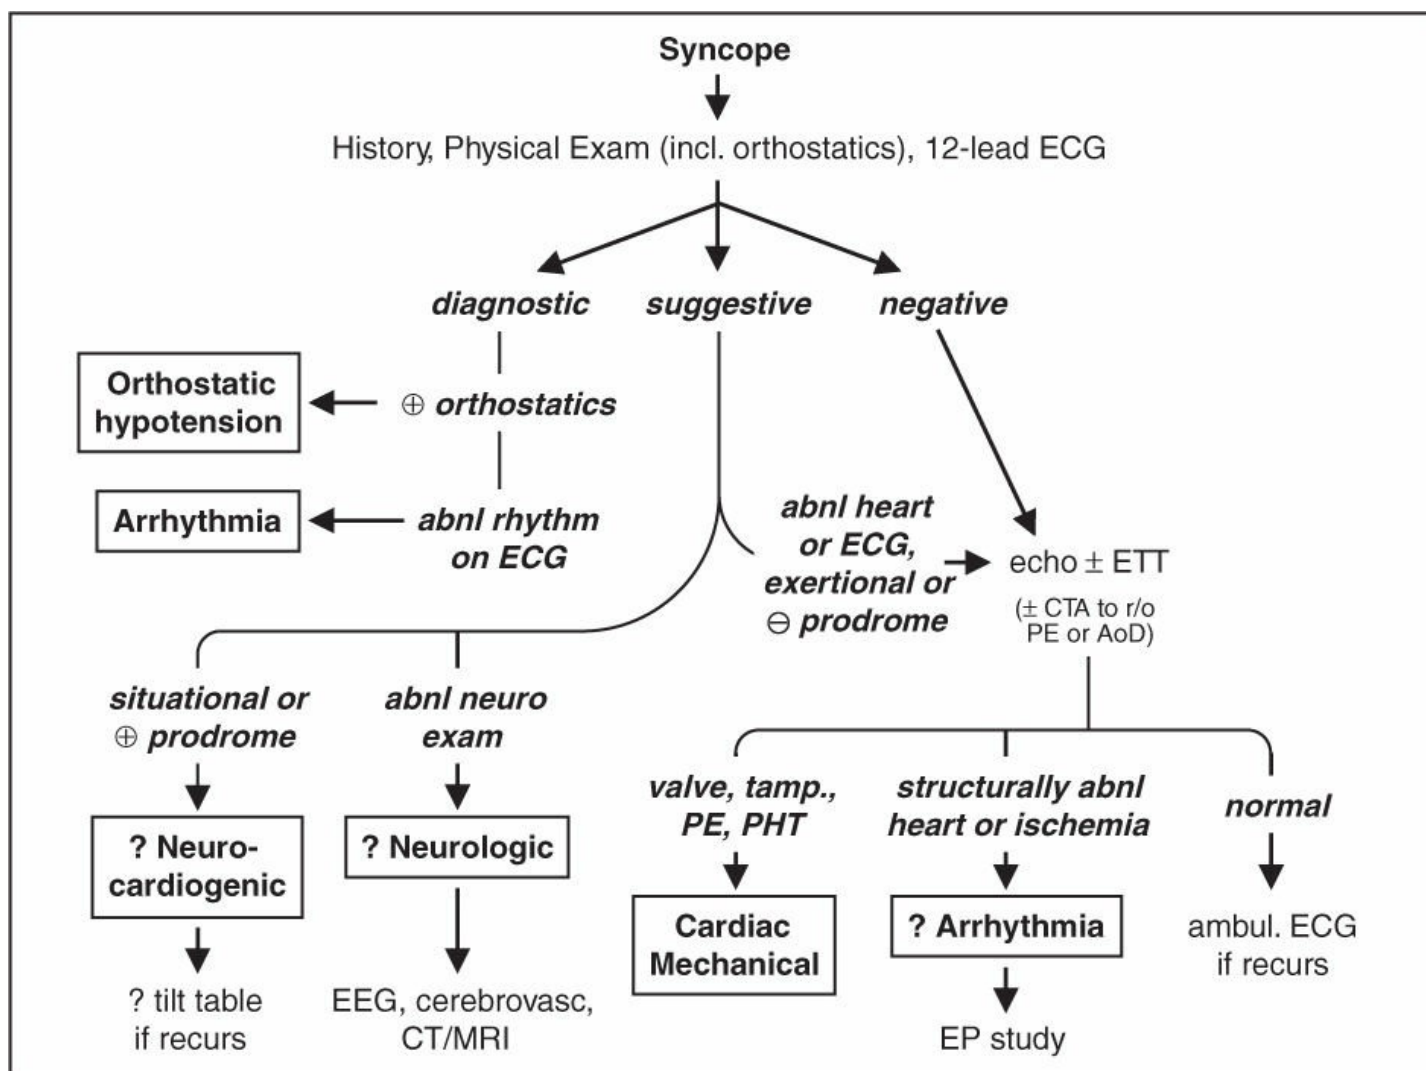 Syncope
History, Physical Exam (incl. orthostatics), 12-lead ECG
diagnostic
suggestive
negative
Orthostatic
hypotension
⊕ orthostatics
Arrhythmia
abnl rhythm
on ECG
abnl heart
or ECG,
exertional or
⊖ prodrome
echo ± ETT
(± CTA to r/o
PE or AoD)
situational or
⊕ prodrome
abnl neuro
exam
? Neuro-
cardiogenic
? Neurologic
? tilt table
if recurs
EEG, cerebrovasc,
CT/MRI
valve, tamp.,
PE, PHT
structurally abnl
heart or ischemia
normal
Cardiac
Mechanical
? Arrhythmia
ambul. ECG
if recurs
EP study